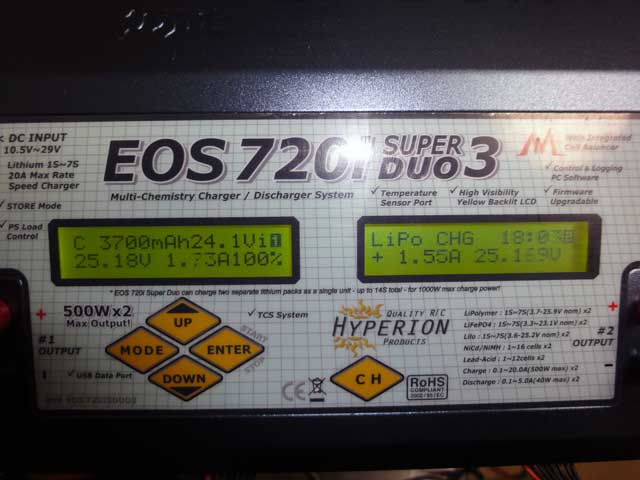 < DC INPUT
10.5V~29V
Lithium 1S~7S
20A Max Rate
Speed Charger
✓ STORE Mode
✓ PS Load
Control
EOS 720i SUPER DUO 3
Multi-Chemistry Charger / Discharger System
✓ Temperature
Sensor Port
✓ High Visibility
Yellow Backlit LCD
With Integrated
Cell Balancer
✓ Control & Logging
PC Software
✓ Firmware
Upgradable
C 3700mAh24.1Vi1
25.18V 1.73A100%
LiPo CHG 18:03
+ 1.55A 25.169V
* EOS 720i Super Duo can charge two separate lithium packs as a single unit - up to 14S total - for 1000W max charge power!
+
500W x2
Max Output!
#1
OUTPUT
-
✓ USB Data Port
UP
MODE
ENTER
DOWN
START
STOP
✓ TCS System
QUALITY R/C
HYPERION
PRODUCTS
CH
CE
RoHS
COMPLIANT
2002/95/EC
LiPolymer : 1S~7S(3.7-25.9V nom) x2
LiFePO4 : 1S~7S(3.3~23.1V nom) x2
LiIo : 1S~7S(3.6-25.2V nom) x2
NiCd/NiMH : 1~16 cells x2
Lead-Acid : 1~12cells x2
Charge : 0.1~20.0A(500W max) x2
Discharge : 0.1~5.0A(40W max) x2
+
#2
OUTPUT
-